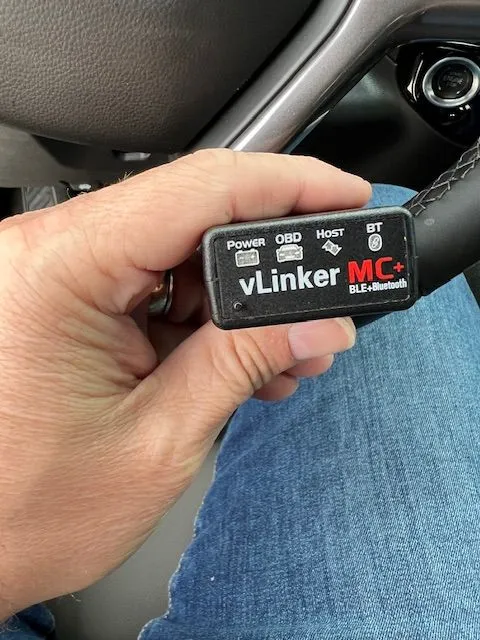 POWER OBD HOST BT
vLinker MC+
BLE+Bluetooth